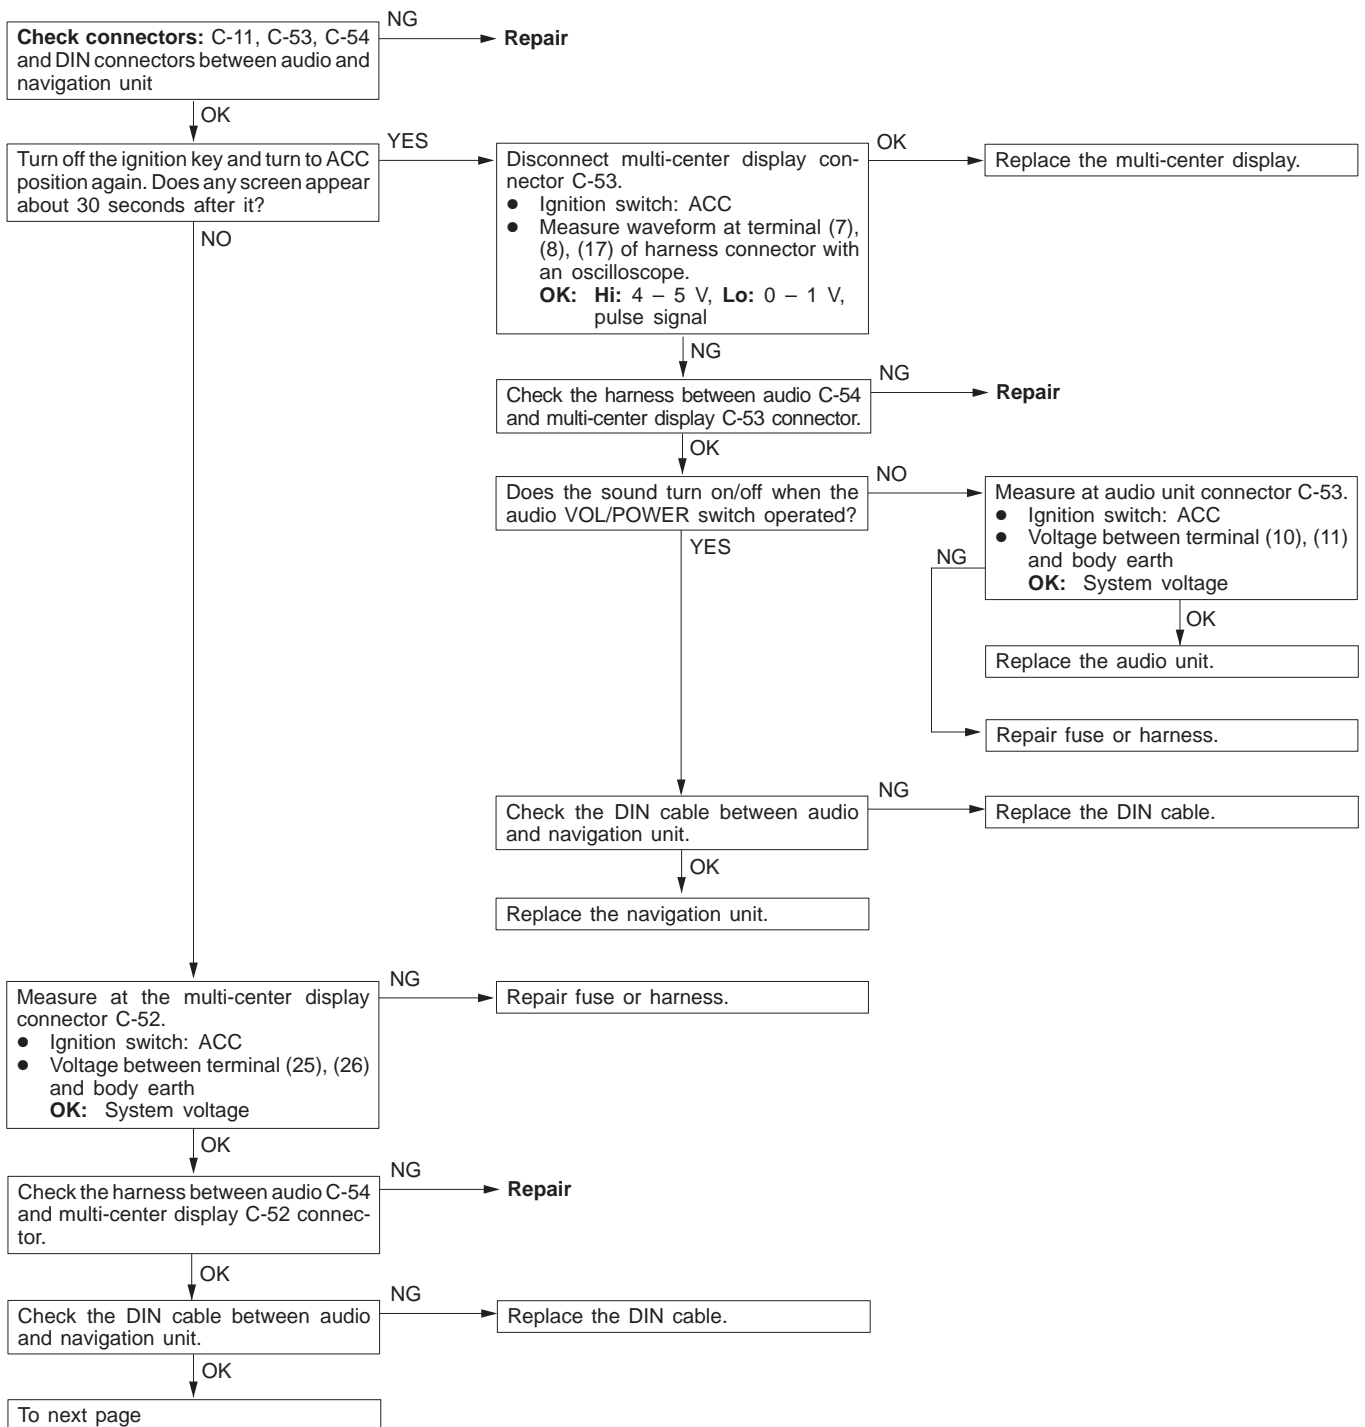 Check connectors: C-11, C-53, C-54
and DIN connectors between audio and
navigation unit
NG
Repair
OK
Turn off the ignition key and turn to ACC
position again. Does any screen appear
about 30 seconds after it?
YES
NO
Disconnect multi-center display con-
nector C-53.
● Ignition switch: ACC
● Measure waveform at terminal (7),
(8), (17) of harness connector with
an oscilloscope.
OK: Hi: 4 – 5 V, Lo: 0 – 1 V,
pulse signal
OK
Replace the multi-center display.
NG
Check the harness between audio C-54
and multi-center display C-53 connector.
NG
Repair
OK
Does the sound turn on/off when the
audio VOL/POWER switch operated?
NO
YES
Measure at audio unit connector C-53.
● Ignition switch: ACC
● Voltage between terminal (10), (11)
and body earth
OK: System voltage
NG
OK
Replace the audio unit.
Repair fuse or harness.
Check the DIN cable between audio
and navigation unit.
NG
Replace the DIN cable.
OK
Replace the navigation unit.
Measure at the multi-center display
connector C-52.
● Ignition switch: ACC
● Voltage between terminal (25), (26)
and body earth
OK: System voltage
NG
Repair fuse or harness.
OK
Check the harness between audio C-54
and multi-center display C-52 connec-
tor.
NG
Repair
OK
Check the DIN cable between audio
and navigation unit.
NG
Replace the DIN cable.
OK
To next page